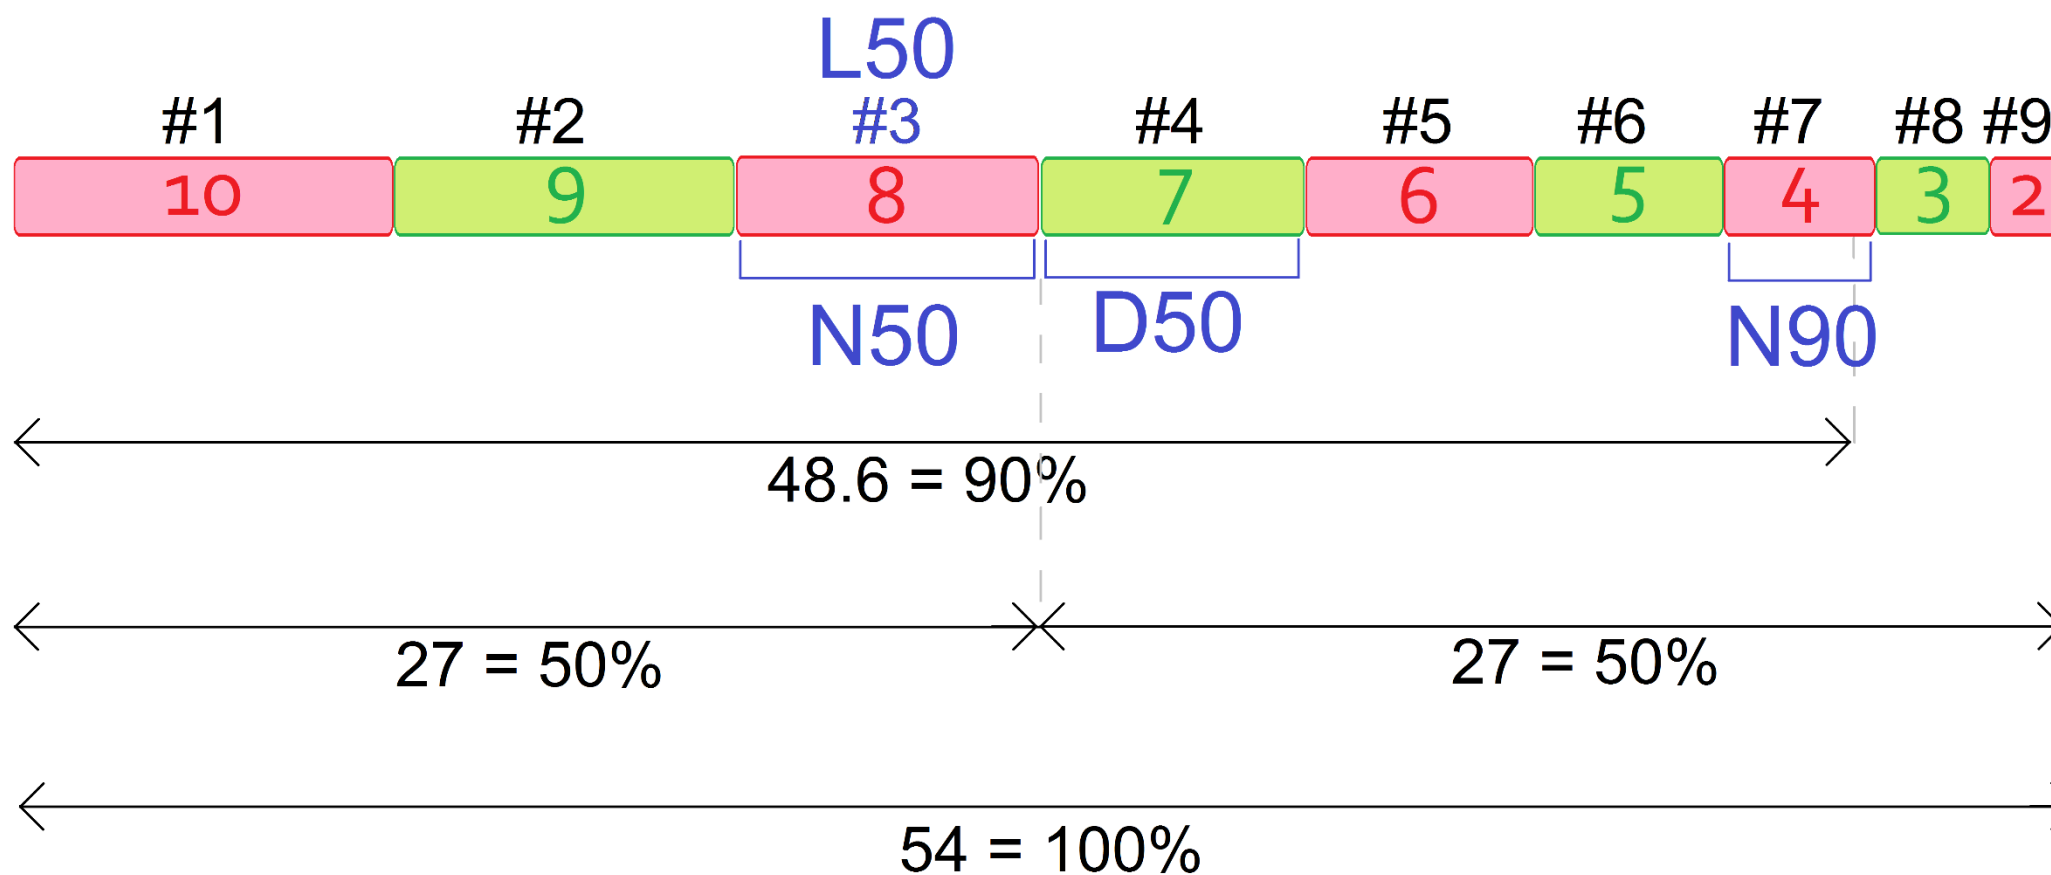 L50
#1 #2 #3 #4 #5 #6 #7 #8 #9
10 9 8 7 6 5 4 3 2
N50 D50 N90
48.6 = 90%
27 = 50% 27 = 50%
54 = 100%